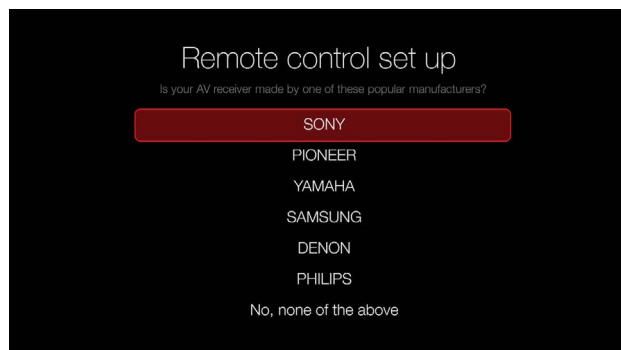 Remote control set up
Is your AV receiver made by one of these popular manufacturers?
SONY
PIONEER
YAMAHA
SAMSUNG
DENON
PHILIPS
No, none of the above